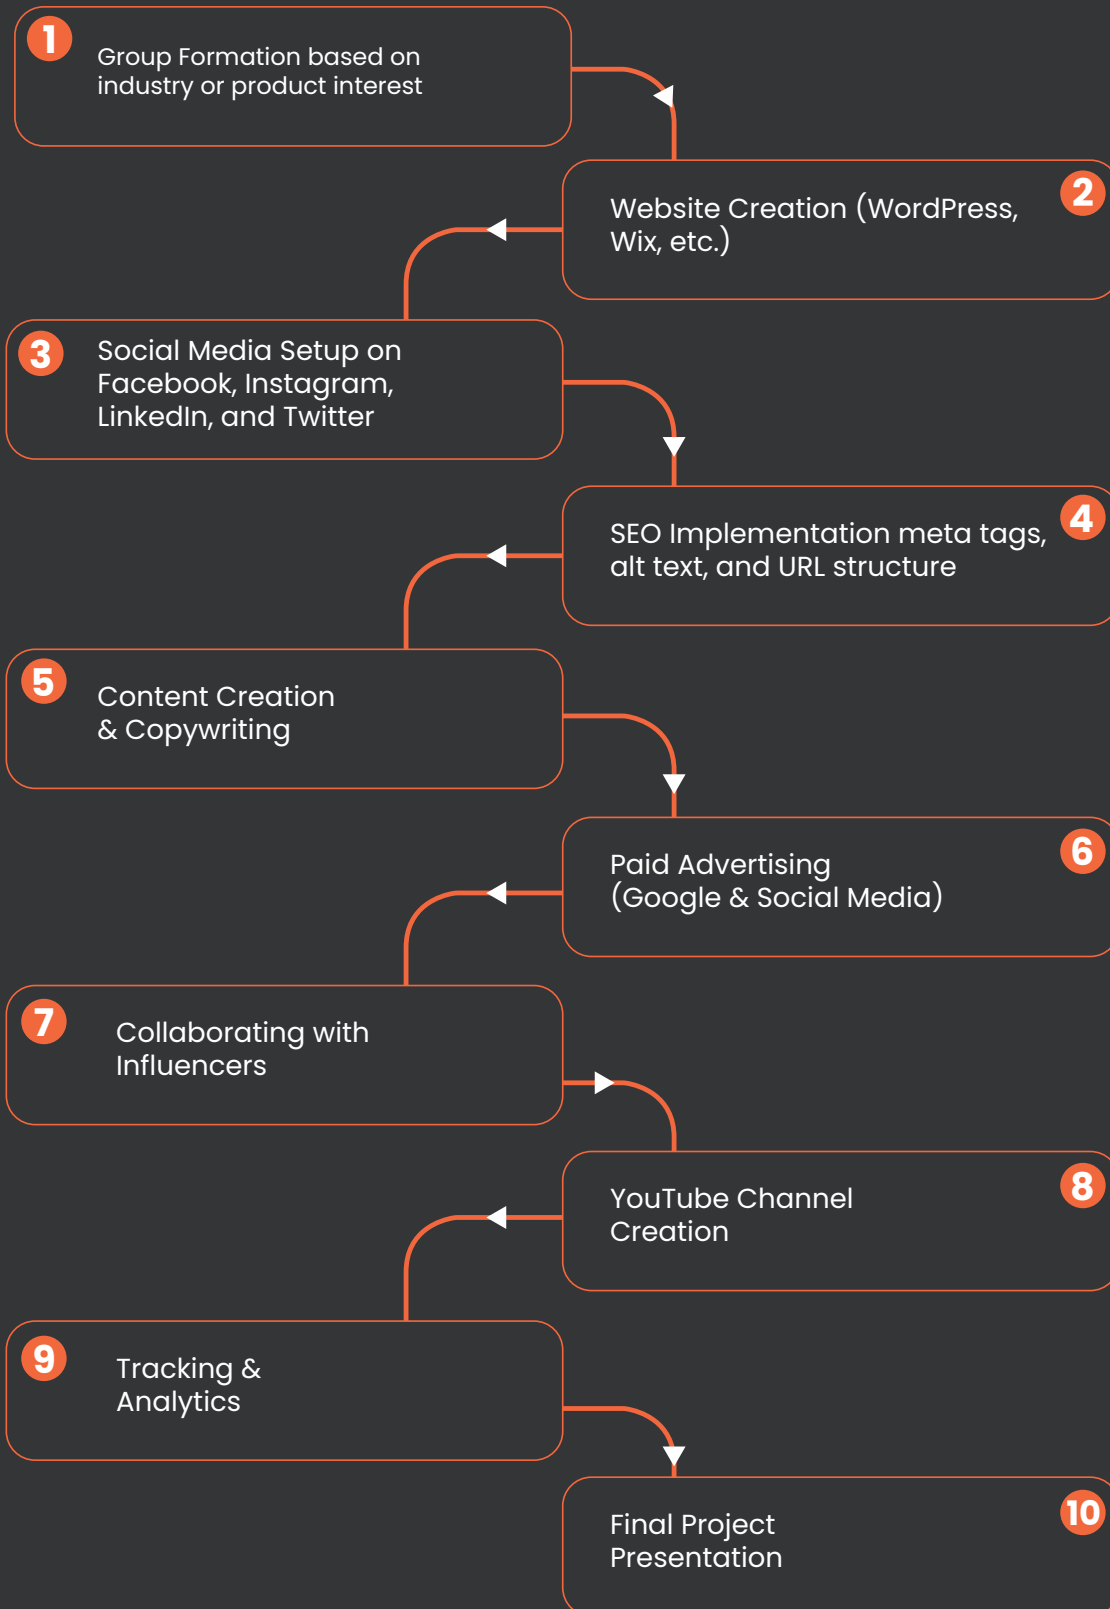 1
Group Formation based on
industry or product interest
2
Website Creation (WordPress,
Wix, etc.)
3
Social Media Setup on
Facebook, Instagram,
LinkedIn, and Twitter
4
SEO Implementation meta tags,
alt text, and URL structure
5
Content Creation
& Copywriting
6
Paid Advertising
(Google & Social Media)
7
Collaborating with
Influencers
8
YouTube Channel
Creation
9
Tracking &
Analytics
10
Final Project
Presentation